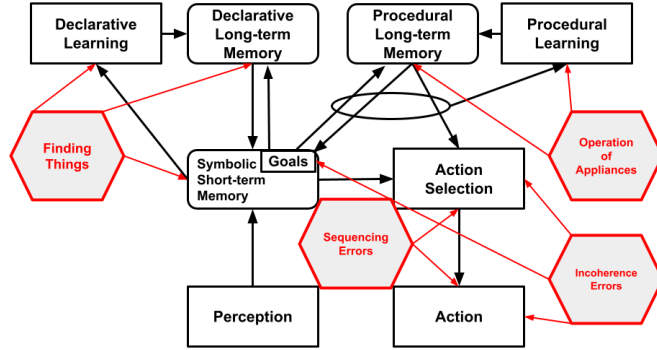 Declarative
Learning
Declarative
Long-term
Memory
Procedural
Long-term
Memory
Procedural
Learning
Finding
Things
Symbolic
Short-term
Memory
Goals
Action
Selection
Operation
of
Appliances
Sequencing
Errors
Incoherence
Errors
Perception
Action